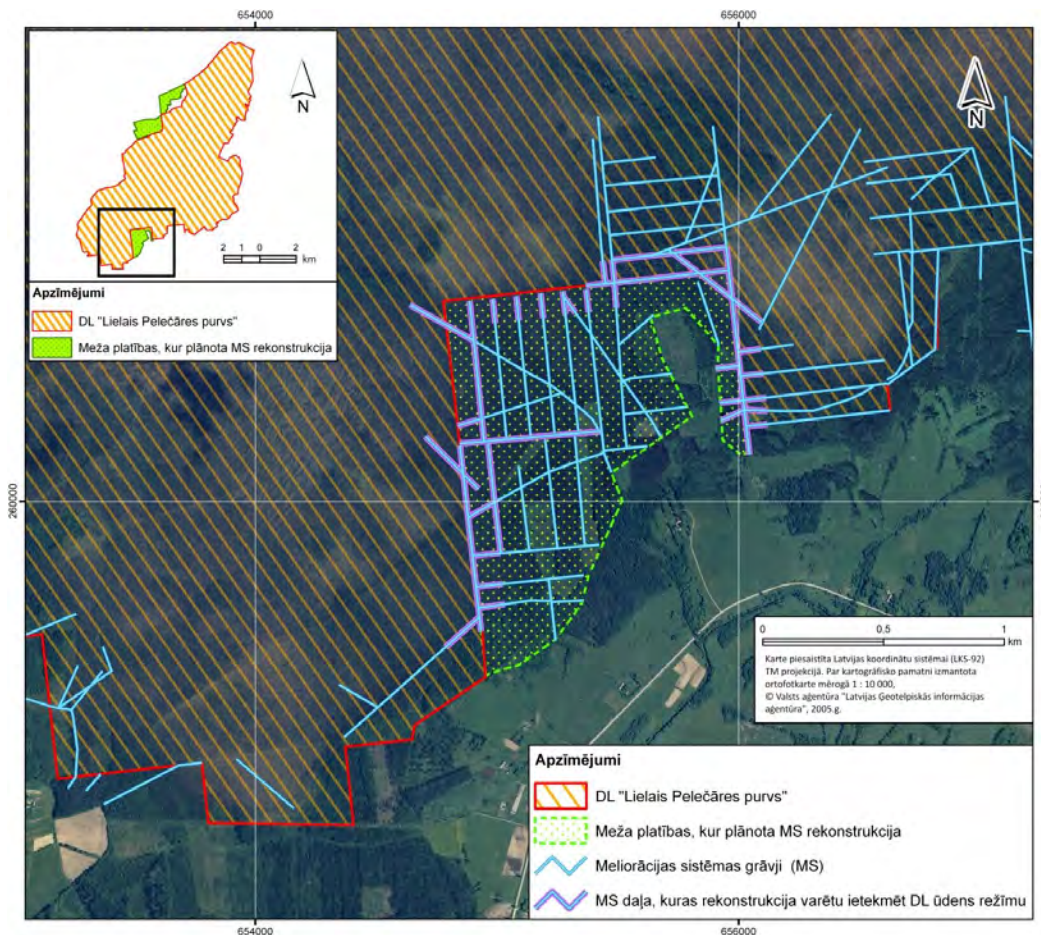 654000
656000
N
2 1 0 2
km
Apzīmējumi
DL "Lielais Pelečāres purvs"
Meža platības, kur plānota MS rekonstrukcija
N
260000
0 0.5 1
km
Karte piesaistīta Latvijas koordinātu sistēmai (LKS-92)
TM projekcijā. Par kartogrāfisko pamatni izmantota
ortofotkarte mērogā 1 : 10 000,
© Valsts aģentūra "Latvijas Ģeotelpiskās informācijas
aģentūra", 2005.g.
Apzīmējumi
DL "Lielais Pelečāres purvs"
Meža platības, kur plānota MS rekonstrukcija
Meliorācijas sistēmas grāvji (MS)
MS daļa, kuras rekonstrukcija varētu ietekmēt DL ūdens režīmu
654000
656000